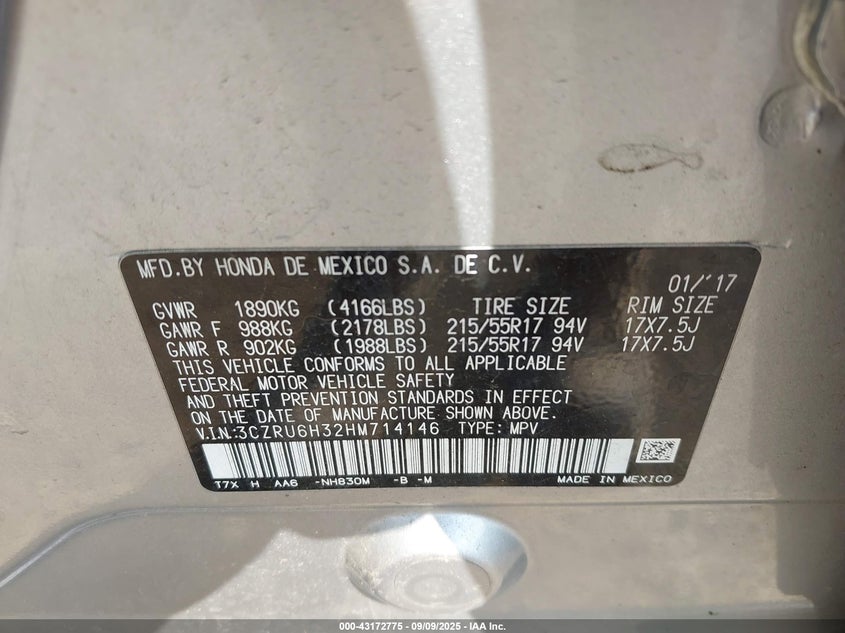 MFD.BY HONDA DE MEXICO S.A. DE C.V.
01/'17
GVWR 1890KG (4166LBS) TIRE SIZE RIM SIZE
GAWR F 988KG (2178LBS) 215/55R17 94V 17X7.5J
GAWR R 902KG (1988LBS) 215/55R17 94V 17X7.5J
THIS VEHICLE CONFORMS TO ALL APPLICABLE
FEDERAL MOTOR VEHICLE SAFETY
AND THEFT PREVENTION STANDARDS IN EFFECT
ON THE DATE OF MANUFACTURE SHOWN ABOVE.
V.I.N:3CZRU6H32HM714146 TYPE: MPV
T7X H AA6 -NH830M -B -M MADE IN MEXICO
000-43172775 | 09/09/2025 - IAA Inc.